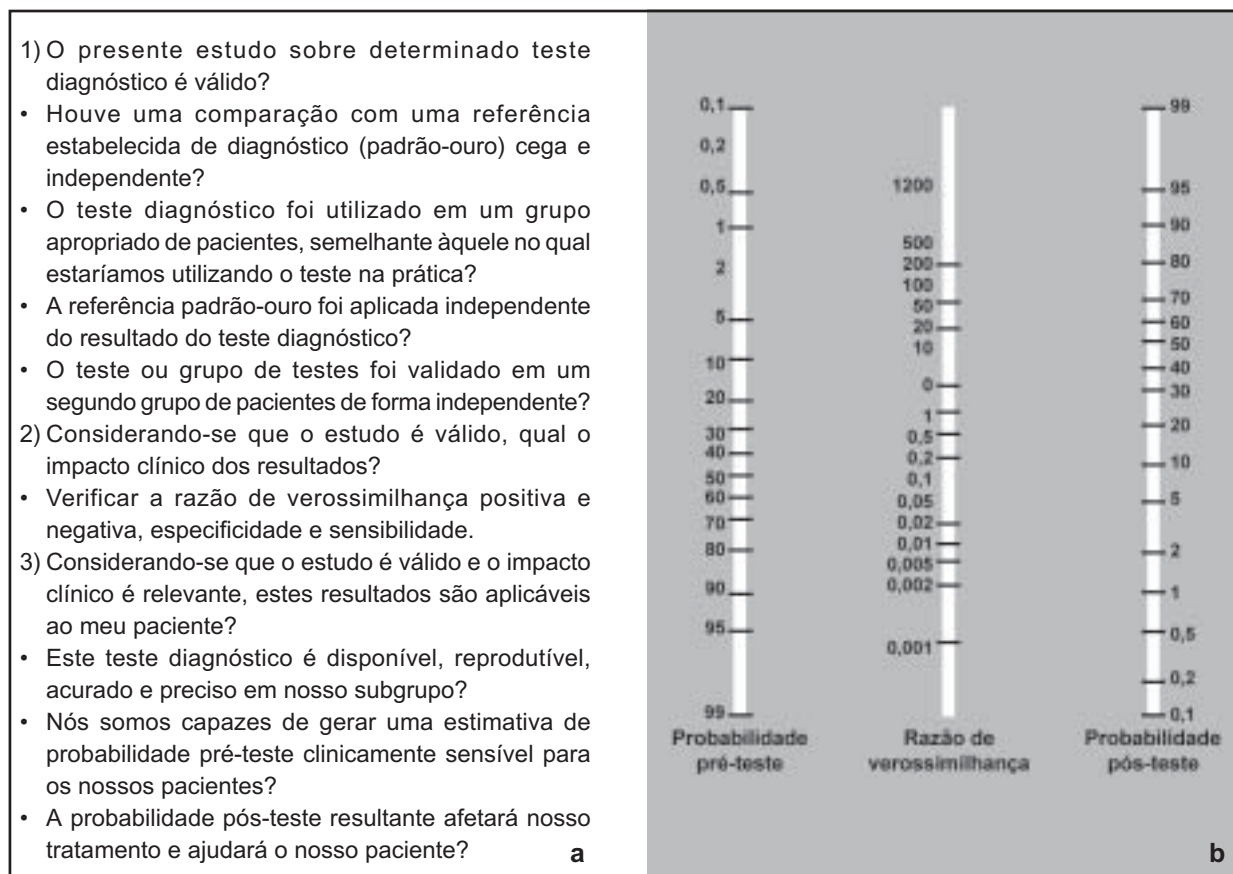 1) O presente estudo sobre determinado teste
diagnóstico é válido?
• Houve uma comparação com uma referência
estabelecida de diagnóstico (padrão-ouro) cega e
independente?
• O teste diagnóstico foi utilizado em um grupo
apropriado de pacientes, semelhante àquele no qual
estaríamos utilizando o teste na prática?
• A referência padrão-ouro foi aplicada independente
do resultado do teste diagnóstico?
• O teste ou grupo de testes foi validado em um
segundo grupo de pacientes de forma independente?
2) Considerando-se que o estudo é válido, qual o
impacto clínico dos resultados?
• Verificar a razão de verossimilhança positiva e
negativa, especificidade e sensibilidade.
3) Considerando-se que o estudo é válido e o impacto
clínico é relevante, estes resultados são aplicáveis
ao meu paciente?
• Este teste diagnóstico é disponível, reprodutível,
acurado e preciso em nosso subgrupo?
• Nós somos capazes de gerar uma estimativa de
probabilidade pré-teste clinicamente sensível para
os nossos pacientes?
• A probabilidade pós-teste resultante afetará nosso
tratamento e ajudará o nosso paciente?
a
0,1
0,2
0,5
1
2
5
10
20
30
40
50
60
70
80
90
95
99
Probabilidade
pré-teste
1200
500
200
100
50
20
10
0
1
0,5
0,2
0,1
0,05
0,02
0,01
0,005
0,002
0,001
Razão de
verossimilhança
99
95
90
80
70
60
50
40
30
20
10
5
2
1
0,5
0,2
0,1
Probabilidade
pós-teste
b